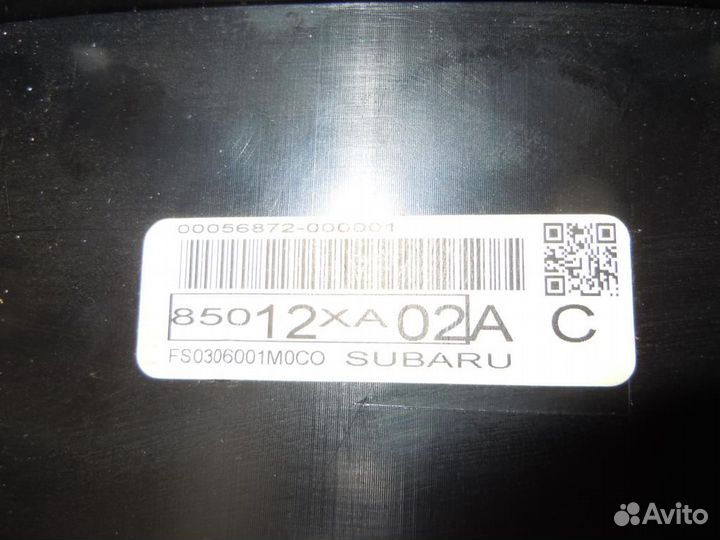 00056872-000001
85012XA02A C
FS0306001M0CO SUBARU
Avito